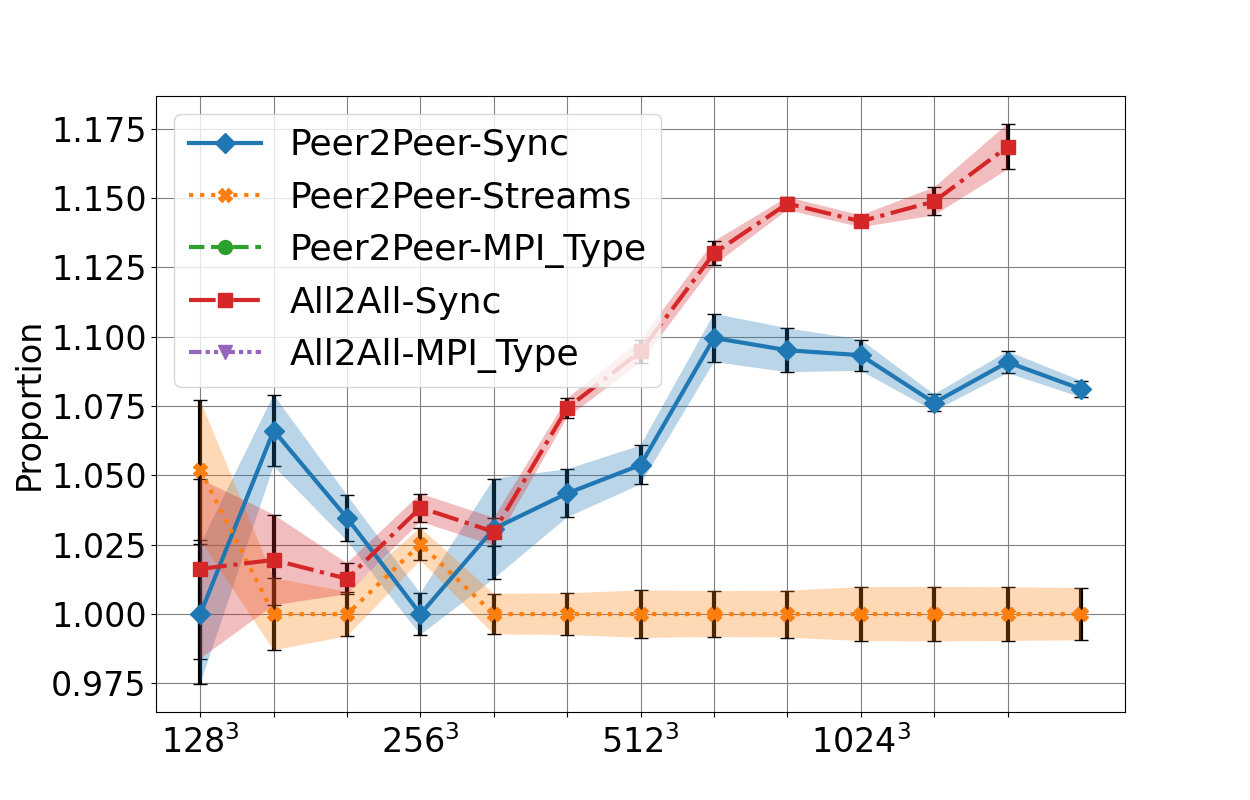 Peer2Peer-Sync
Peer2Peer-Streams
Peer2Peer-MPI_Type
All2All-Sync
All2All-MPI_Type
Proportion
1.175
1.150
1.125
1.100
1.075
1.050
1.025
1.000
0.975
128³ 256³ 512³ 1024³